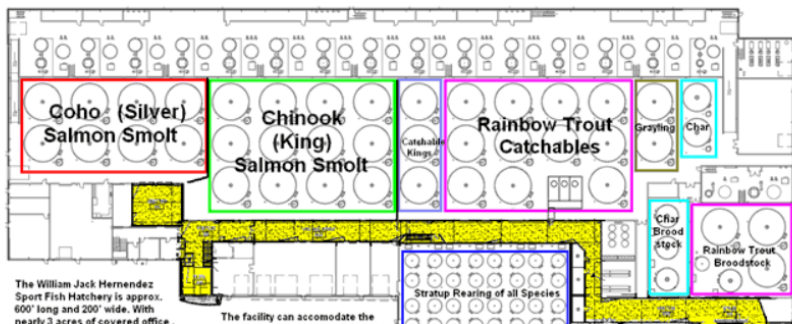 Coho (Silver)
Salmon Smolt
Chinook
(King)
Salmon Smolt
Catchable
Kings
Rainbow Trout
Catchables
Grayling
Char
Char
Brood
stock
Rainbow Trout
Broodstock
Stratup Rearing of all Species
The William Jack Hernendez
Sport Fish Hatchery is approx.
600' long and 200' wide. With
nearly 3 acres of covered office
The facility can accomodate the